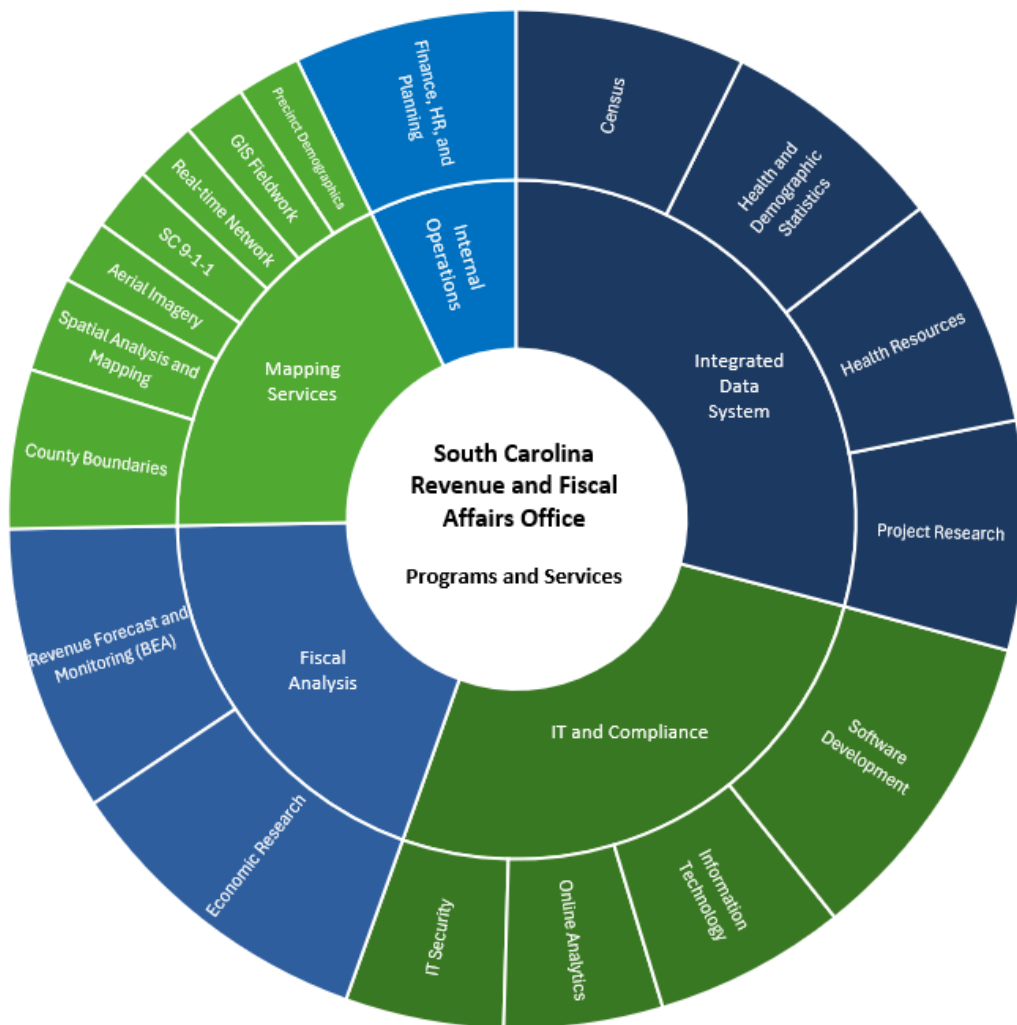 South Carolina
Revenue and Fiscal
Affairs Office
Programs and Services
Integrated
Data
System
Census
Health and
Demographic
Statistics
Health Resources
Project Research
IT and Compliance
Software
Development
Information
Technology
Online Analytics
IT Security
Fiscal
Analysis
Economic Research
Revenue Forecast and
Monitoring (BEA)
Mapping
Services
County Boundaries
Spatial Analysis and
Mapping
Aerial Imagery
SC 9-1-1
Real-time Network
GIS Fieldwork
Precinct Demographics
Internal
Operations
Finance, HR, and
Planning